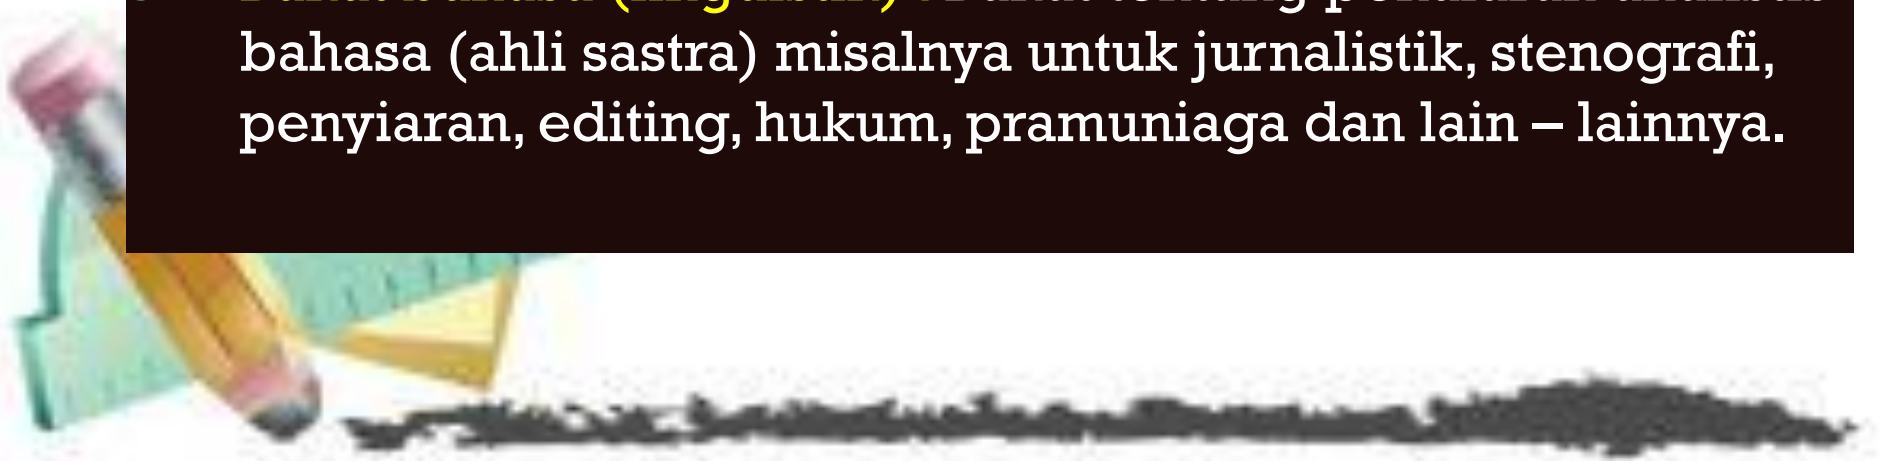 bahasa (ahli sastra) misalnya untuk jurnalistik, stenografi,
penyiaran, editing, hukum, pramuniaga dan lain – lainnya.